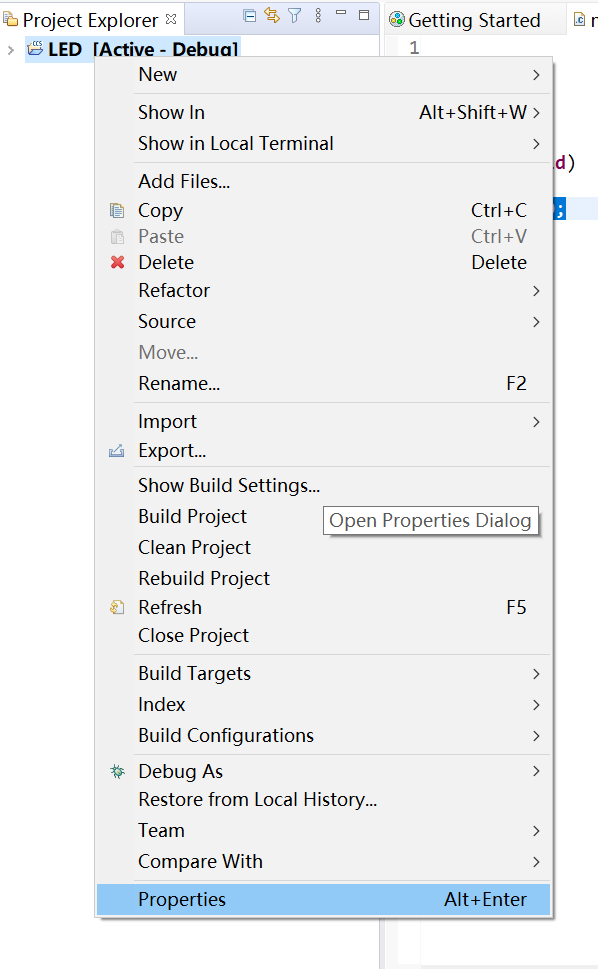 Project Explorer
Getting Started
LED [Active - Debug]
1
New
Show In Alt+Shift+W
Show in Local Terminal
Add Files...
Copy Ctrl+C
Paste Ctrl+V
Delete Delete
Refactor
Source
Move...
Rename... F2
Import
Export...
Show Build Settings...
Build Project
Open Properties Dialog
Clean Project
Rebuild Project
Refresh F5
Close Project
Build Targets
Index
Build Configurations
Debug As
Restore from Local History...
Team
Compare With
Properties Alt+Enter